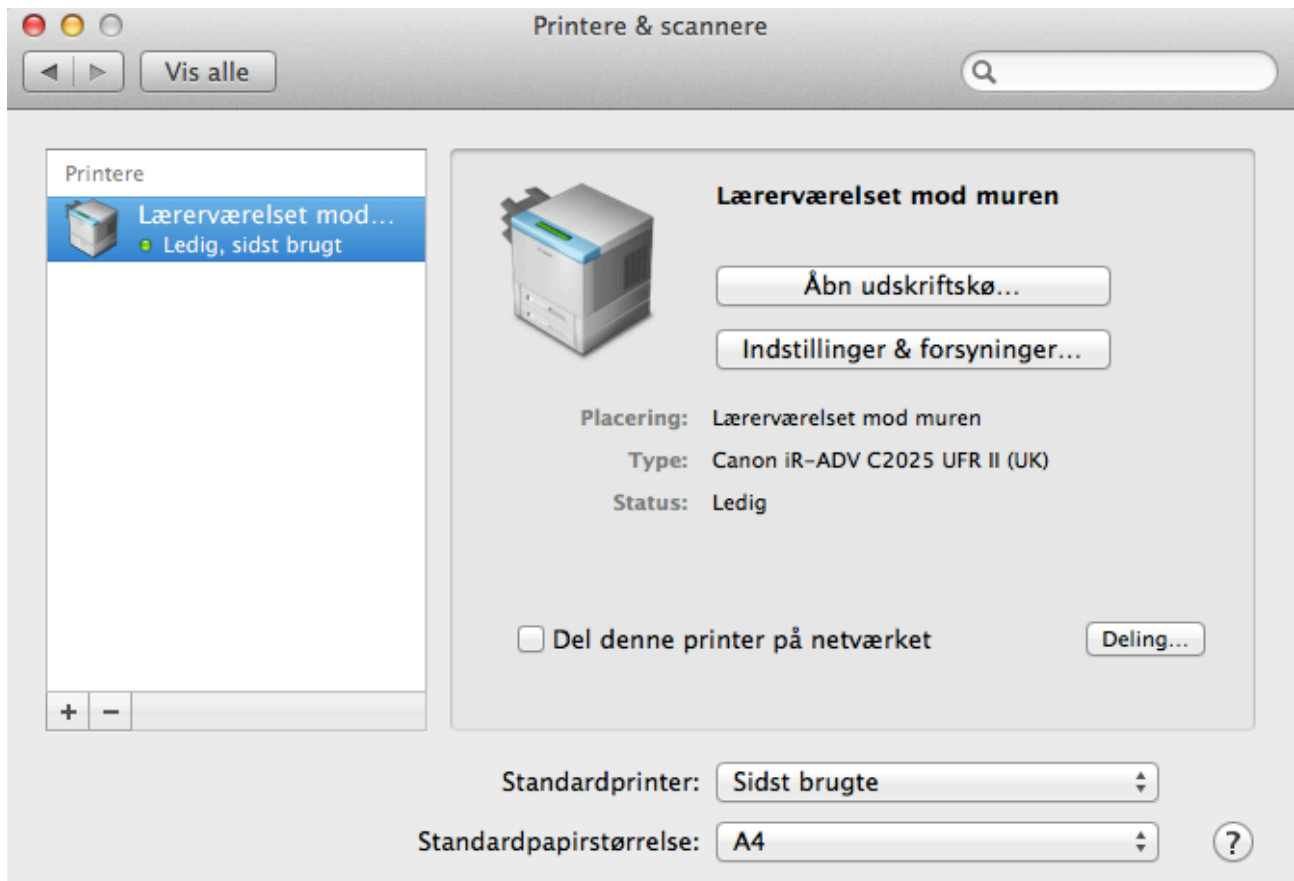 Printere & scannere
Vis alle
Printere
Lærerværelset mod...
Ledig, sidst brugt
Lærerværelset mod muren
Åbn udskriftskø...
Indstillinger & forsyninger...
Placering: Lærerværelset mod muren
Type: Canon iR-ADV C2025 UFR II (UK)
Status: Ledig
Del denne printer på netværket
Deling...
+ −
Standardprinter: Sidst brugte
Standardpapirstørrelse: A4
?